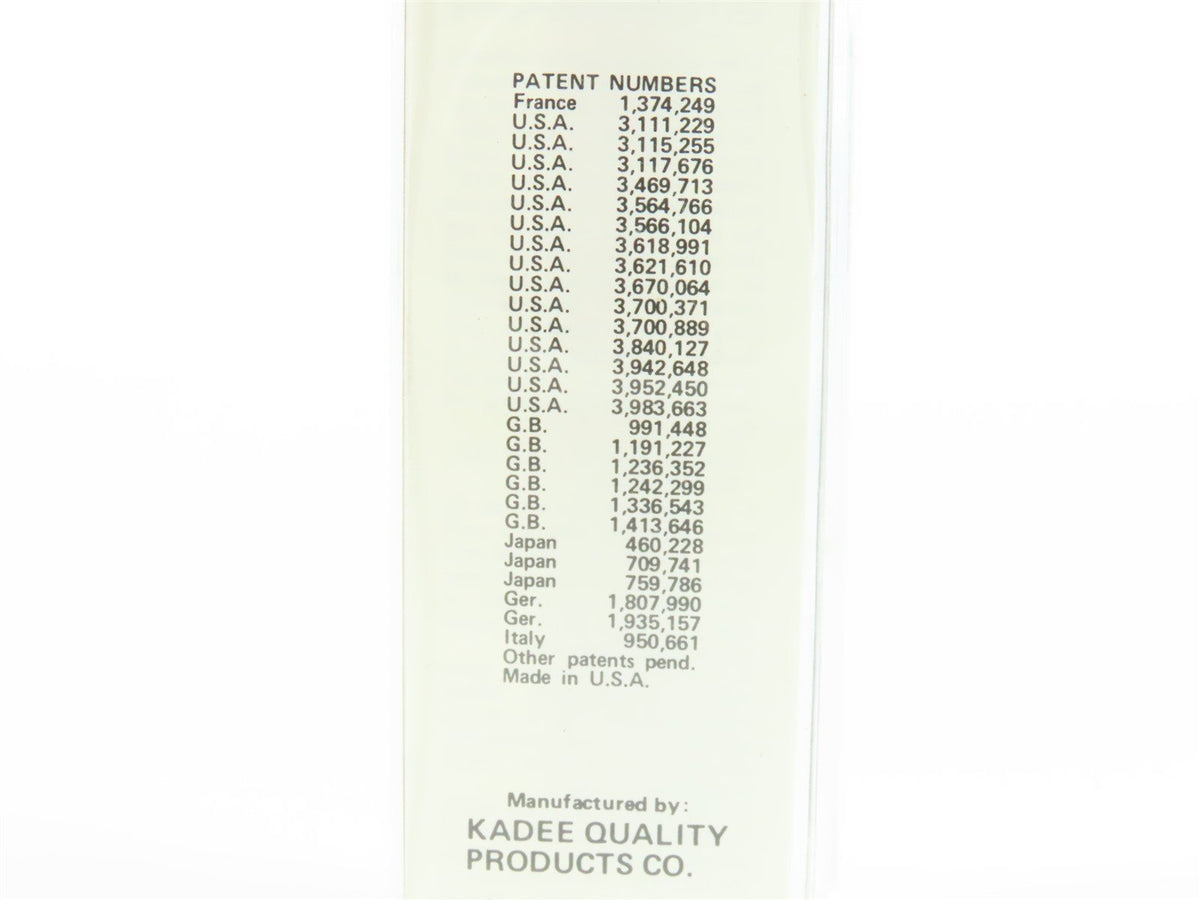 PATENT NUMBERS
France 1,374,249
U.S.A. 3,111,229
U.S.A. 3,115,255
U.S.A. 3,117,676
U.S.A. 3,469,713
U.S.A. 3,564,766
U.S.A. 3,566,104
U.S.A. 3,618,991
U.S.A. 3,621,610
U.S.A. 3,670,064
U.S.A. 3,700,371
U.S.A. 3,700,889
U.S.A. 3,840,127
U.S.A. 3,942,648
U.S.A. 3,952,450
U.S.A. 3,983,663
G.B. 991,448
G.B. 1,191,227
G.B. 1,236,352
G.B. 1,242,299
G.B. 1,336,543
G.B. 1,413,646
Japan 460,228
Japan 709,741
Japan 759,786
Ger. 1,807,990
Ger. 1,935,157
Italy 950,661
Other patents pend.
Made in U.S.A.
Manufactured by:
KADEE QUALITY
PRODUCTS CO.